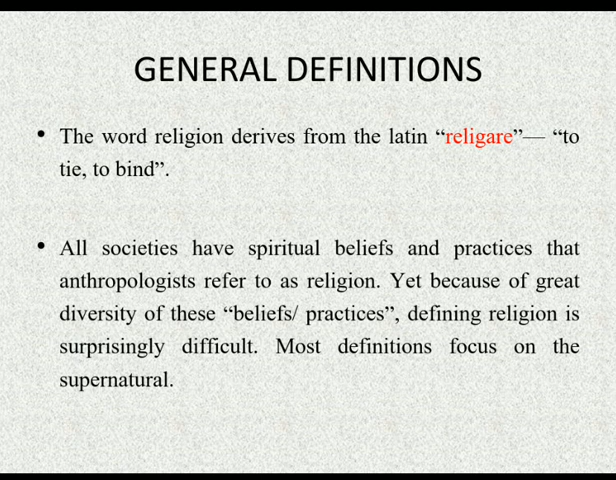 GENERAL DEFINITIONS
• The word religion derives from the latin “religare”— “to
tie, to bind”.
• All societies have spiritual beliefs and practices that
anthropologists refer to as religion. Yet because of great
diversity of these “beliefs/ practices”, defining religion is
surprisingly difficult. Most definitions focus on the
supernatural.